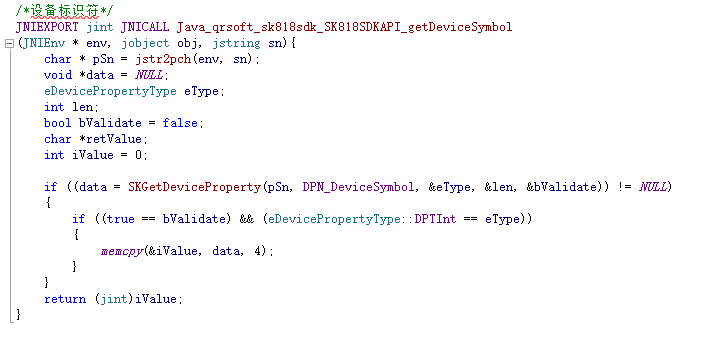 /*设备标识符*/
JNIEXPORT jint JNICALL Java_qrsoft_sk818sdk_SK818SDKAPI_getDeviceSymbol
(JNIEnv * env, jobject obj, jstring sn){
    char * pSn = jstr2pch(env, sn);
    void *data = NULL;
    eDevicePropertyType eType;
    int len;
    bool bValidate = false;
    char *retValue;
    int iValue = 0;

    if ((data = SKGetDeviceProperty(pSn, DPN_DeviceSymbol, &eType, &len, &bValidate)) != NULL)
    {
        if ((true == bValidate) && (eDevicePropertyType::DPTInt == eType))
        {
            memcpy(&iValue, data, 4);
        }
    }
    return (jint)iValue;
}